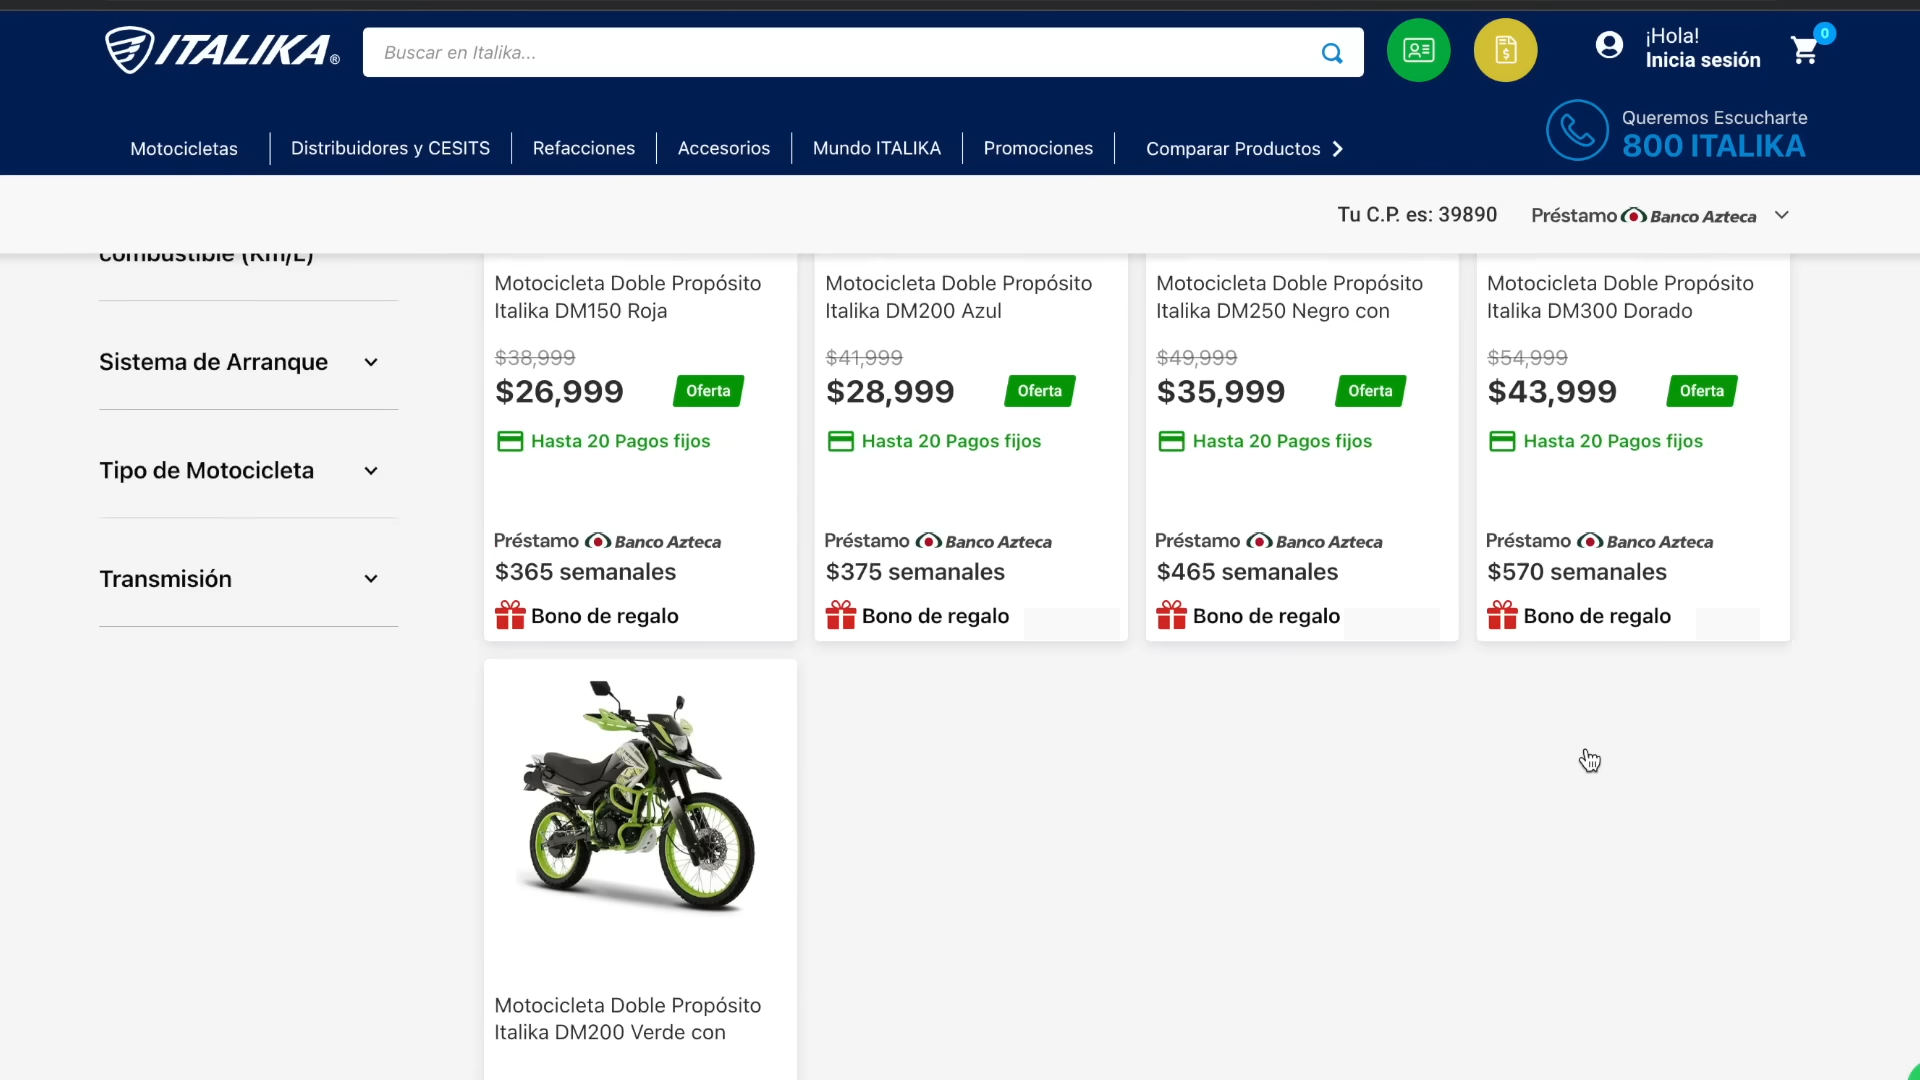 ITALIKA®
Buscar en Italika...
¡Hola!
Inicia sesión
0
Queremos Escucharte
800 ITALIKA
Motocicletas
Distribuidores y CESITS
Refacciones
Accesorios
Mundo ITALIKA
Promociones
Comparar Productos
Tu C.P. es: 39890
Préstamo Banco Azteca
combustible (Km/L)
Sistema de Arranque
Tipo de Motocicleta
Transmisión
Motocicleta Doble Propósito
Italika DM150 Roja
$38,999
$26,999
Oferta
Hasta 20 Pagos fijos
Préstamo Banco Azteca
$365 semanales
Bono de regalo
Motocicleta Doble Propósito
Italika DM200 Azul
$41,999
$28,999
Oferta
Hasta 20 Pagos fijos
Préstamo Banco Azteca
$375 semanales
Bono de regalo
Motocicleta Doble Propósito
Italika DM250 Negro con
$49,999
$35,999
Oferta
Hasta 20 Pagos fijos
Préstamo Banco Azteca
$465 semanales
Bono de regalo
Motocicleta Doble Propósito
Italika DM300 Dorado
$54,999
$43,999
Oferta
Hasta 20 Pagos fijos
Préstamo Banco Azteca
$570 semanales
Bono de regalo
Motocicleta Doble Propósito
Italika DM200 Verde con